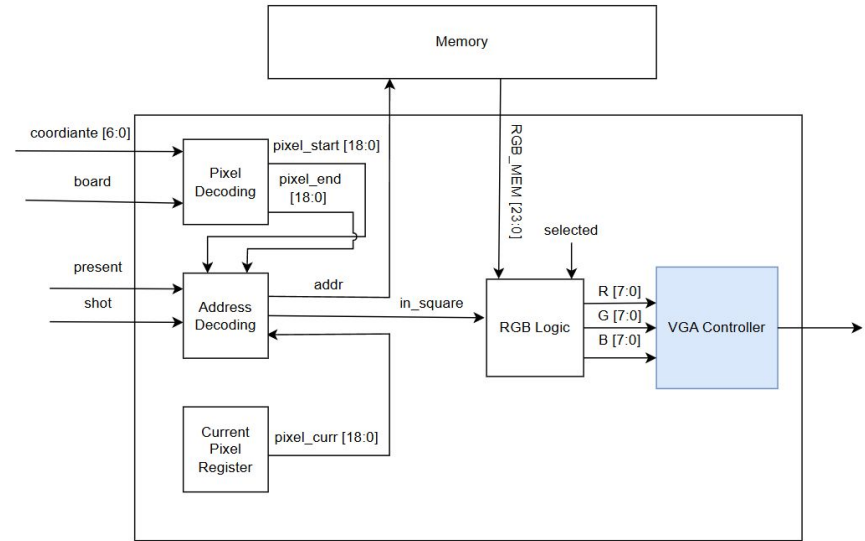 Memory
coordiante [6:0]
board
Pixel
Decoding
pixel_start [18:0]
pixel_end
[18:0]
RGB_MEM [23:0]
selected
present
shot
Address
Decoding
addr
in_square
RGB Logic
R [7:0]
G [7:0]
B [7:0]
VGA Controller
Current
Pixel
Register
pixel_curr [18:0]